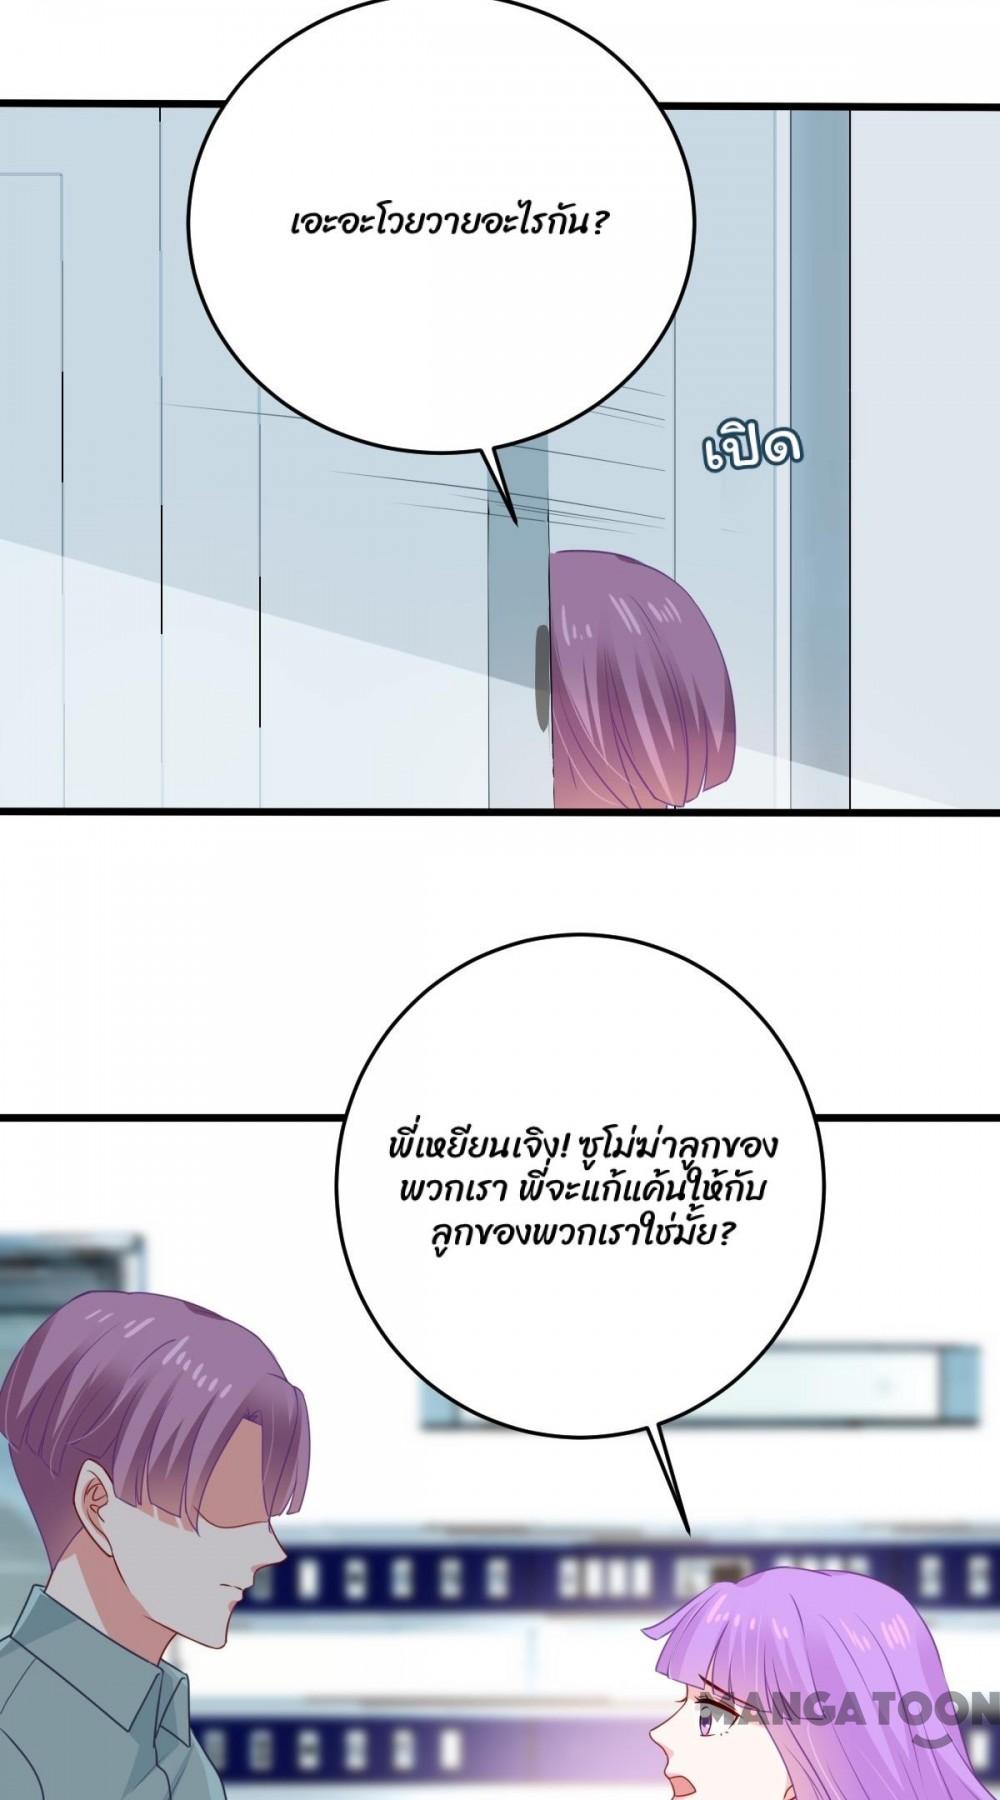 เอะอะโวยวายอะไรกัน?
เปิด
พี่เหยียนเจิง! ซูโม่ฆ่าลูกของ
พวกเรา พี่จะแก้แค้นให้กับ
ลูกของพวกเราใช่มั้ย?
MANGATOON